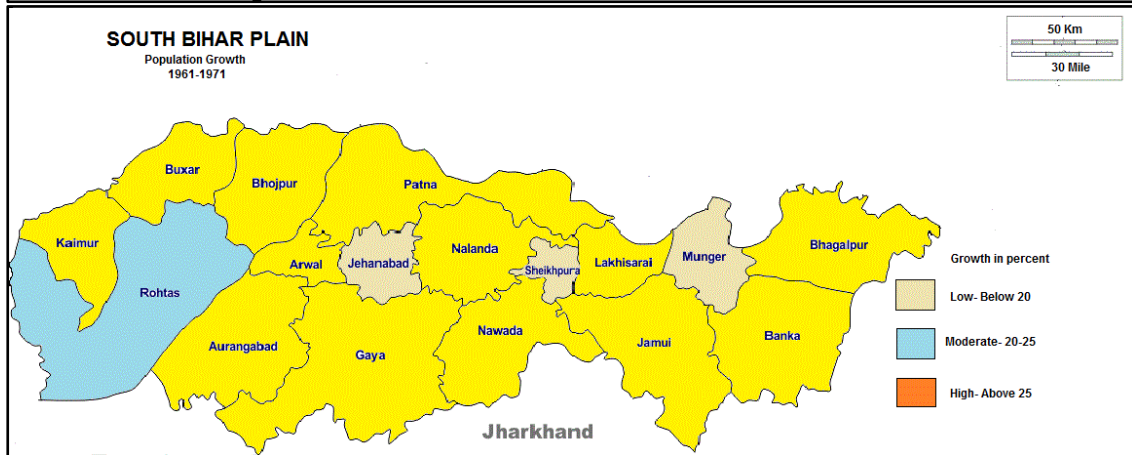 SOUTH BIHAR PLAIN
Population Growth
1961-1971
50 Km
30 Mile
Buxar
Bhojpur
Patna
Kaimur
Nalanda
Arwal
Jehanabad
Sheikhpura
Lakhisarai
Munger
Bhagalpur
Rohtas
Aurangabad
Gaya
Nawada
Jamui
Banka
Growth in percent
Low- Below 20
Moderate- 20-25
High- Above 25
Jharkhand